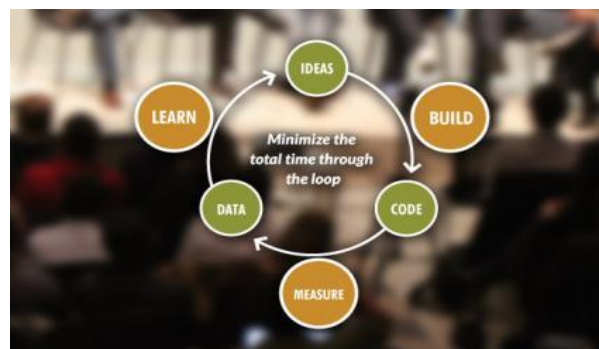 IDEAS
LEARN
BUILD
Minimize the
total time through
the loop
DATA
CODE
MEASURE